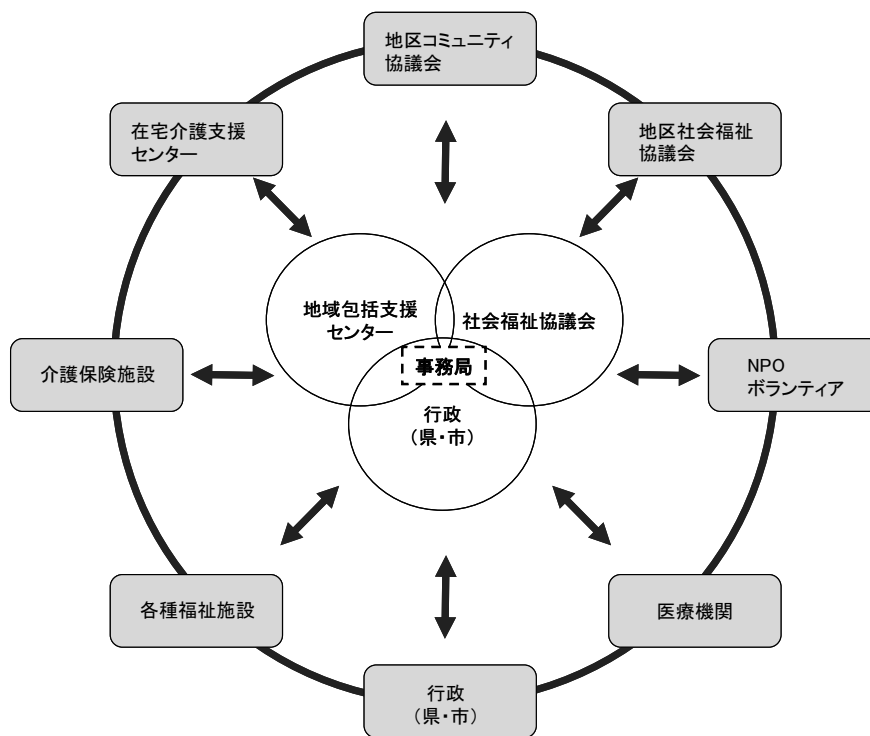 地区コミュニティ
協議会
在宅介護支援
センター
地区社会福祉
協議会
地域包括支援
センター
社会福祉協議会
事務局
行政
（県・市）
介護保険施設
NPO
ボランティア
各種福祉施設
医療機関
行政
（県・市）